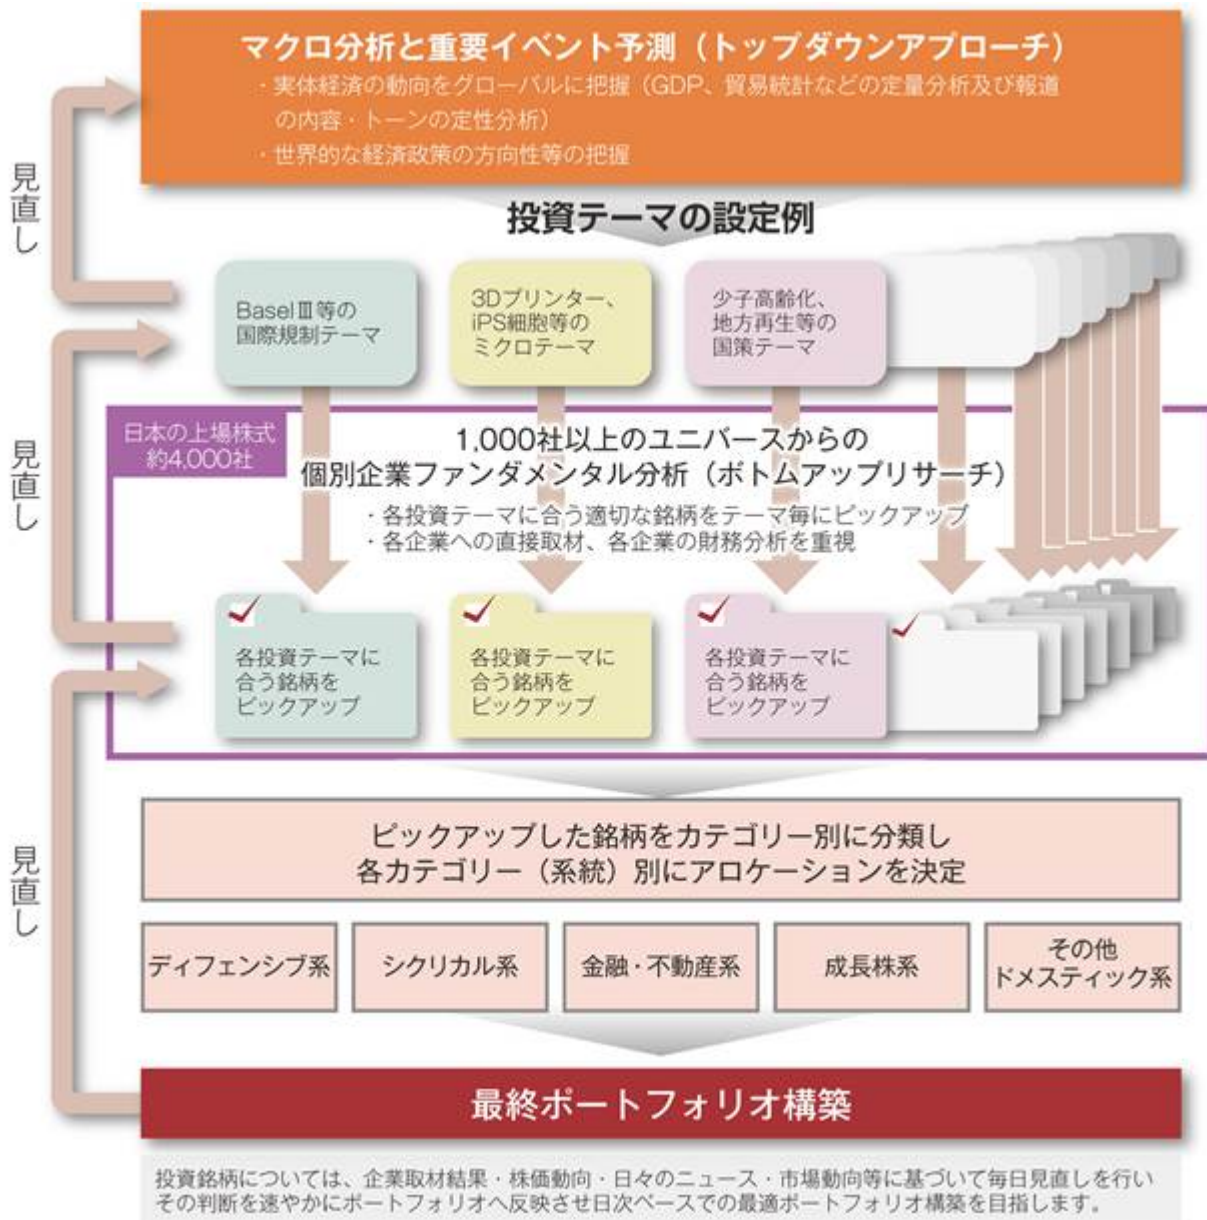 マクロ分析と重要イベント予測（トップダウンアプローチ）
・実体経済の動向をグローバルに把握（GDP、貿易統計などの定量分析及び報道
の内容・トーンの定性分析）
・世界的な経済政策の方向性等の把握
見直し
投資テーマの設定例
BaselⅢ等の
国際規制テーマ
3Dプリンター、
iPS細胞等の
ミクロテーマ
少子高齢化、
地方再生等の
国策テーマ
見直し
日本の上場株式
約4,000社
1,000社以上のユニバースからの
個別企業ファンダメンタル分析（ボトムアップリサーチ）
・各投資テーマに合う適切な銘柄をテーマ毎にピックアップ
・各企業への直接取材、各企業の財務分析を重視
各投資テーマに
合う銘柄を
ピックアップ
各投資テーマに
合う銘柄を
ピックアップ
各投資テーマに
合う銘柄を
ピックアップ
見直し
ピックアップした銘柄をカテゴリー別に分類し
各カテゴリー（系統）別にアロケーションを決定
ディフェンシブ系
シクリカル系
金融・不動産系
成長株系
その他
ドメスティック系
最終ポートフォリオ構築
投資銘柄については、企業取材結果・株価動向・日々のニュース・市場動向等に基づいて毎日見直しを行い
その判断を速やかにポートフォリオへ反映させ日次ベースでの最適ポートフォリオ構築を目指します。